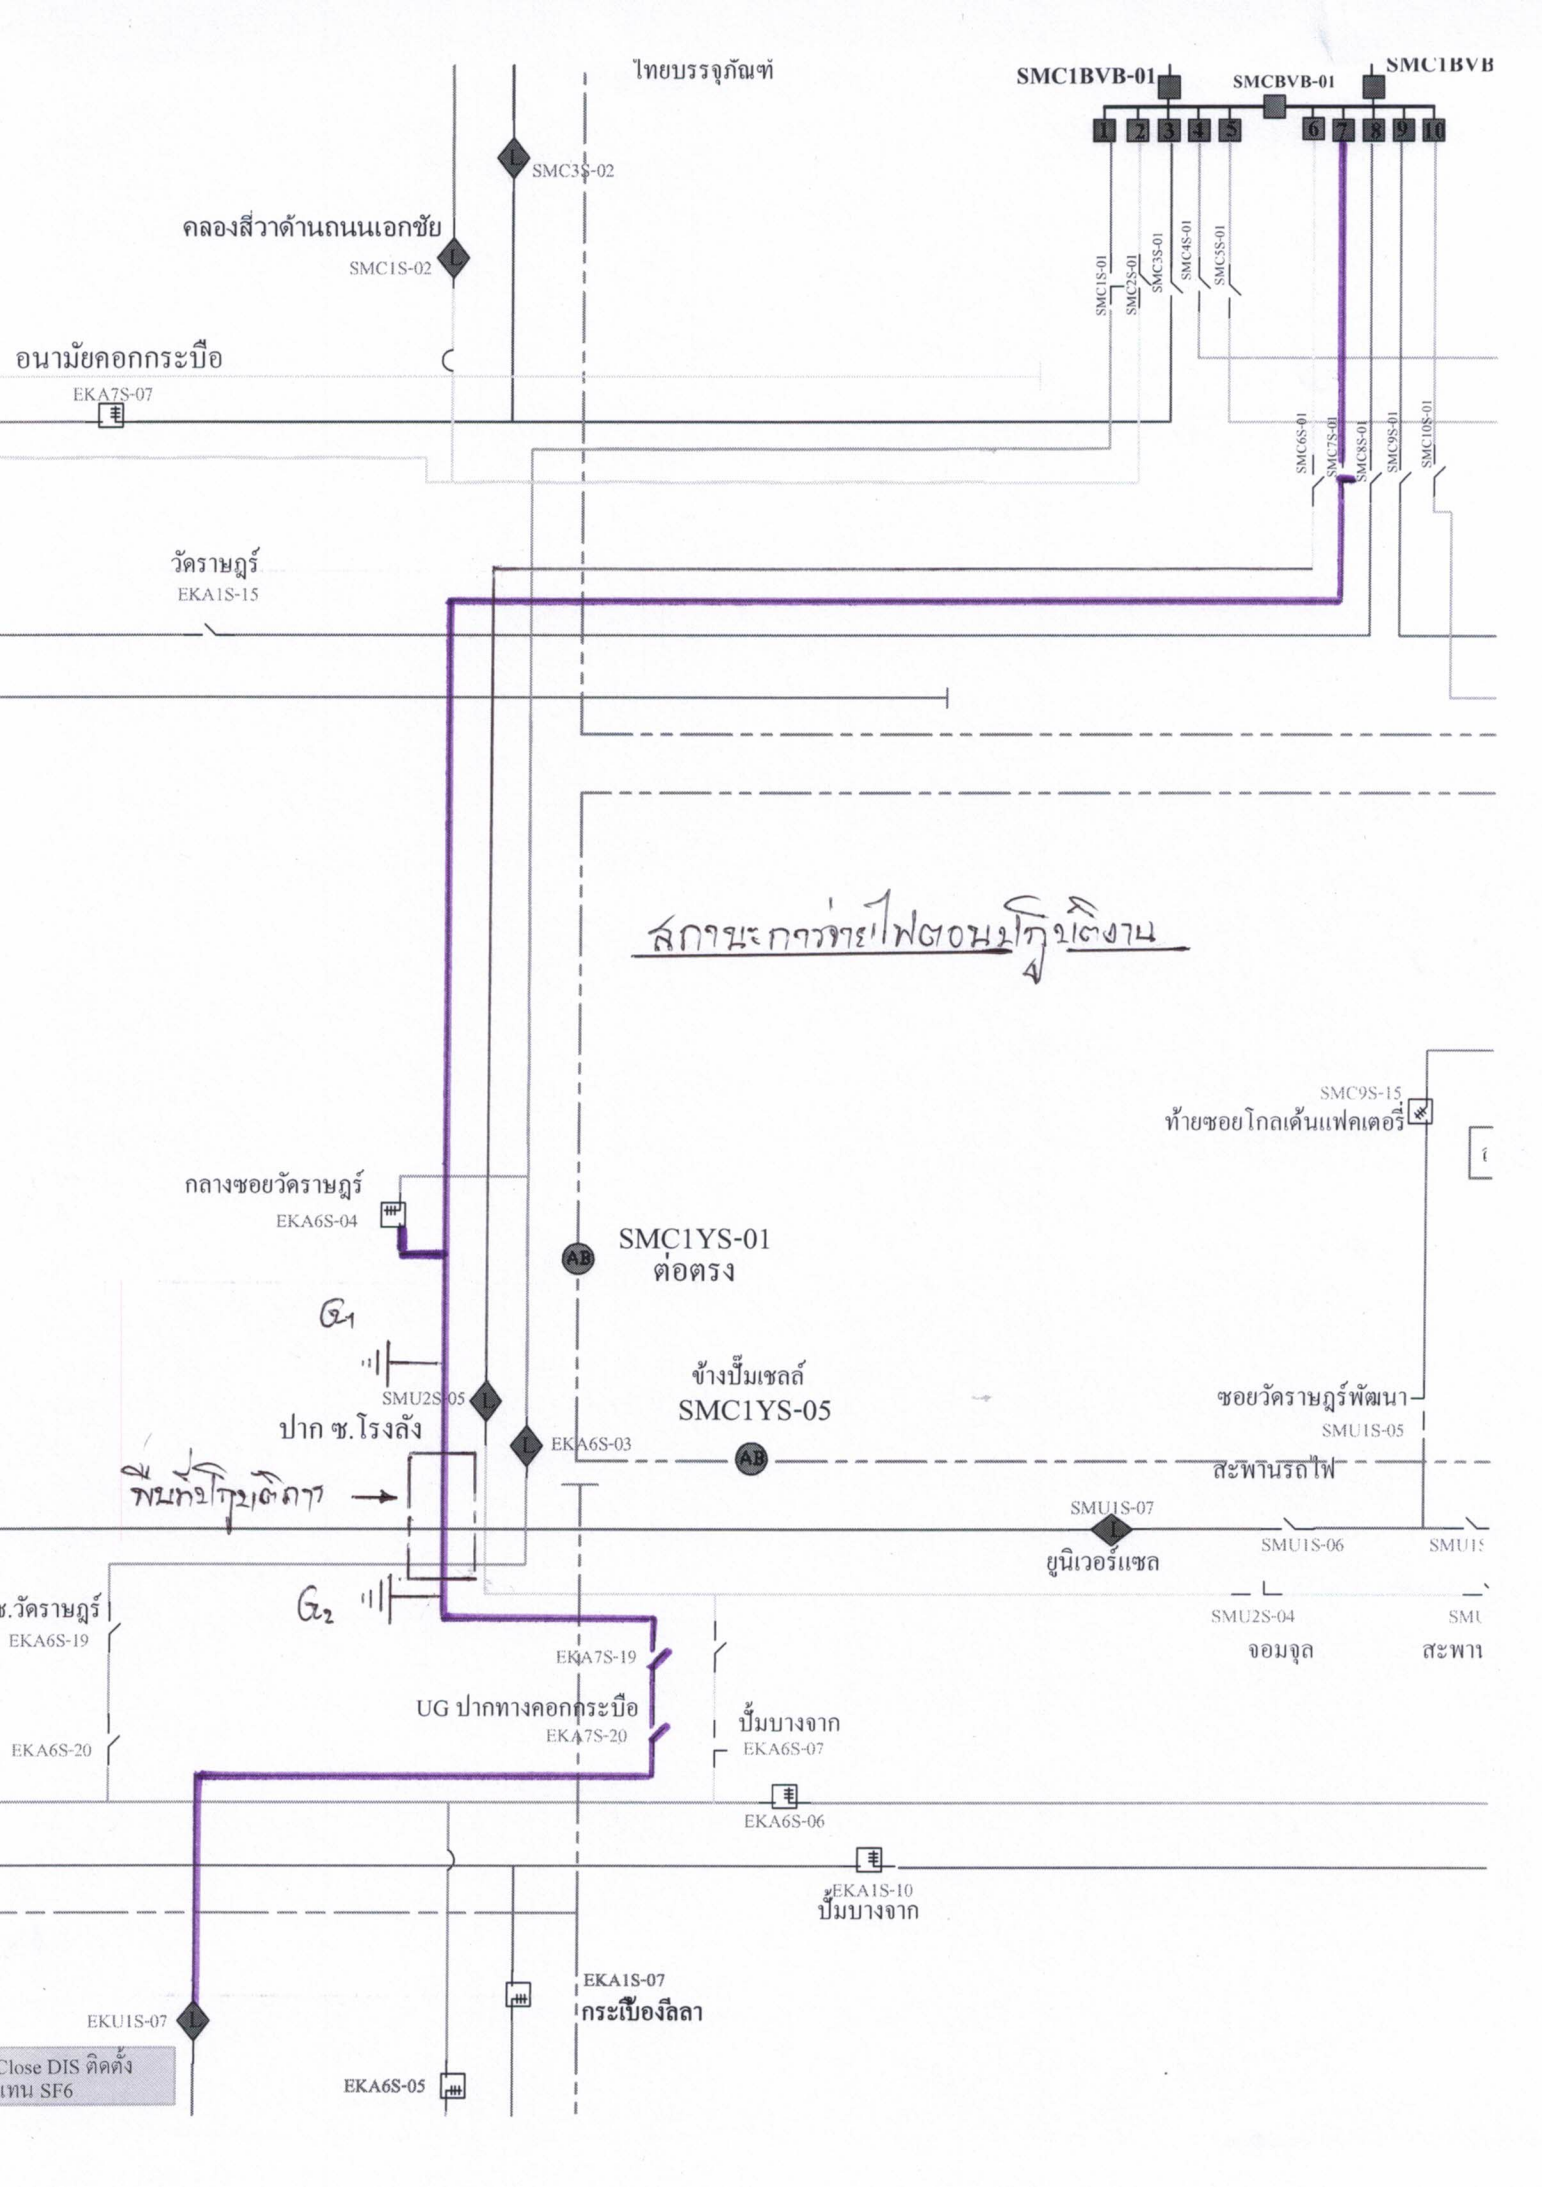 ไทยบรรจุภัณฑ์
SMC1BVB-01
SMCBVB-01
SMC1BVB
1 2 3 4 5 6 7 8 9 10
L
SMC3S-02
คลองสี่วาด้านถนนเอกชัย
SMC1S-02
L
SMC1S-01
SMC2S-01
SMC3S-01
SMC4S-01
SMC5S-01
อนามัยคอกกระบือ
EKA7S-07
SMC6S-01
SMC7S-01
SMC8S-01
SMC9S-01
SMC10S-01
วัดราษฎร์
EKA1S-15
สถานะการจ่ายไฟตอนปฏิบัติงาน
SMC9S-15
ท้ายซอยโกลเด้นแฟคเตอรี่
กลางซอยวัดราษฎร์
EKA6S-04
SMC1YS-01
AB
ต่อตรง
G1
ข้างปั๊มเชลล์
SMU2S-05
L
SMC1YS-05
ซอยวัดราษฎร์พัฒนา
ปาก ซ.โรงลัง
SMU1S-05
L
EKA6S-03
AB
สะพานรถไฟ
พื้นที่ปฏิบัติการ
SMU1S-07
L
SMU1S-06
SMU1S
ยูนิเวอร์แซล
G2
ซ.วัดราษฎร์
SMU2S-04
SMU
EKA6S-19
EKA7S-19
จอมจุล
สะพาน
UG ปากทางคอกกระบือ
EKA7S-20
ปั้มบางจาก
EKA6S-20
EKA6S-07
EKA6S-06
EKA1S-10
ปั๊มบางจาก
EKA1S-07
กระเบื้องลีลา
EKU1S-07
L
Close DIS ติดตั้ง
แทน SF6
EKA6S-05